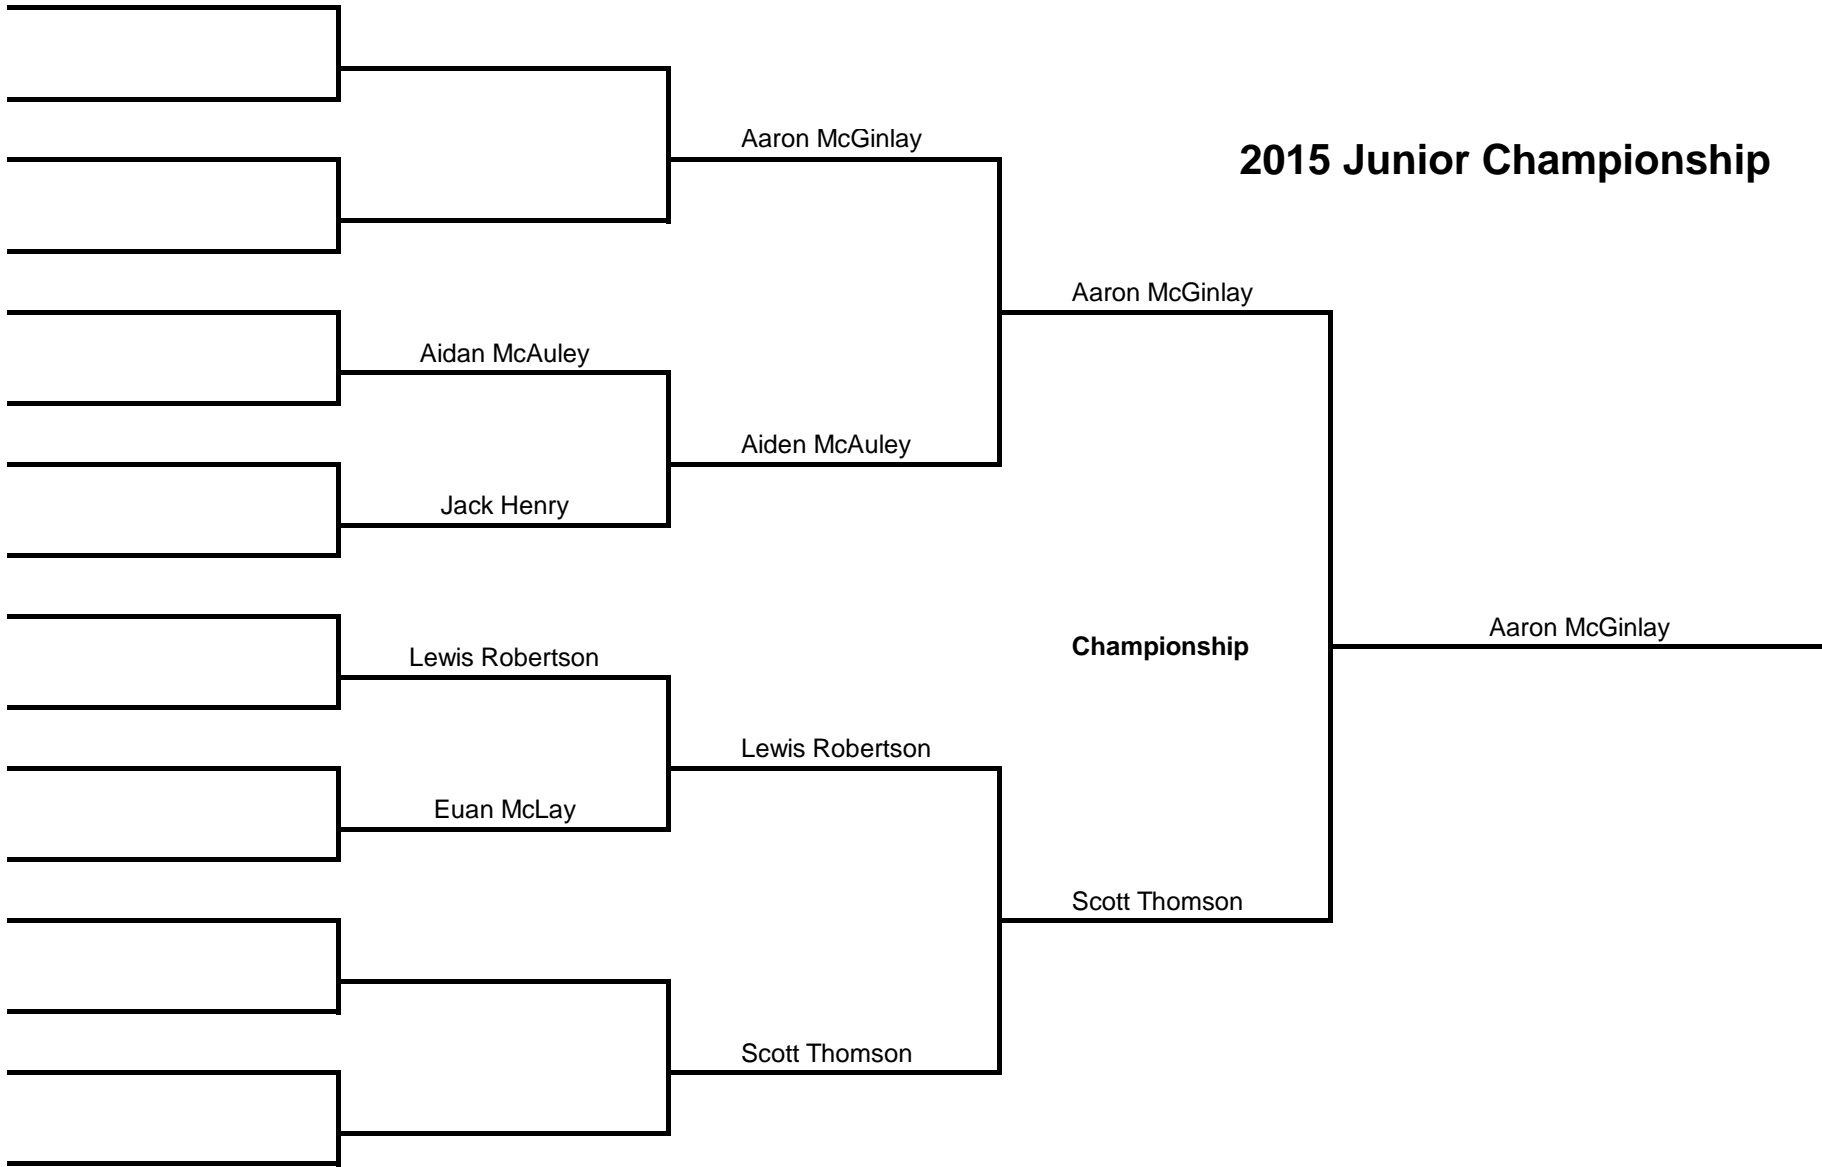 Aaron McGinlay
2015 Junior Championship
Aaron McGinlay
Aidan McAuley
Aiden McAuley
Jack Henry
Aaron McGinlay
Championship
Lewis Robertson
Lewis Robertson
Euan McLay
Scott Thomson
Scott Thomson